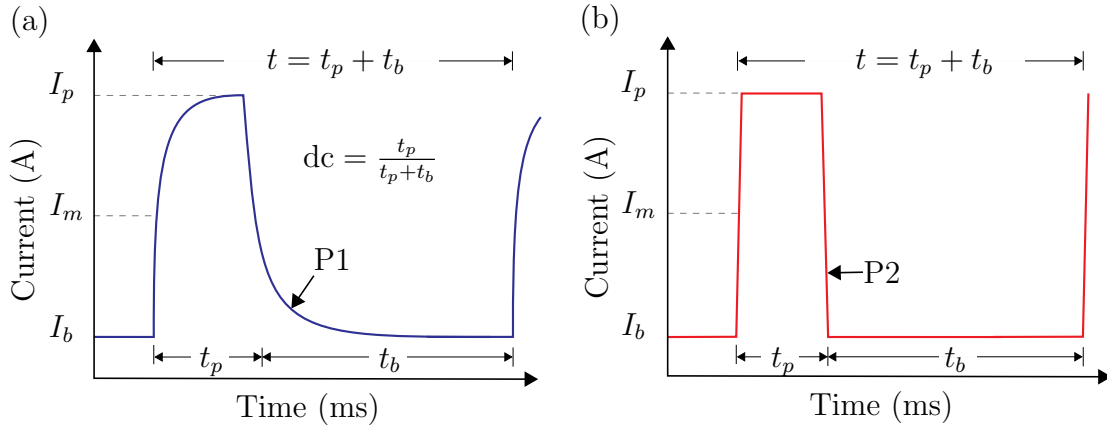 (a)
t = t_p + t_b
I_p
dc = \frac{t_p}{t_p+t_b}
I_m
P1
I_b
t_p
t_b
Current (A)
Time (ms)
(b)
t = t_p + t_b
I_p
I_m
P2
I_b
t_p
t_b
Current (A)
Time (ms)